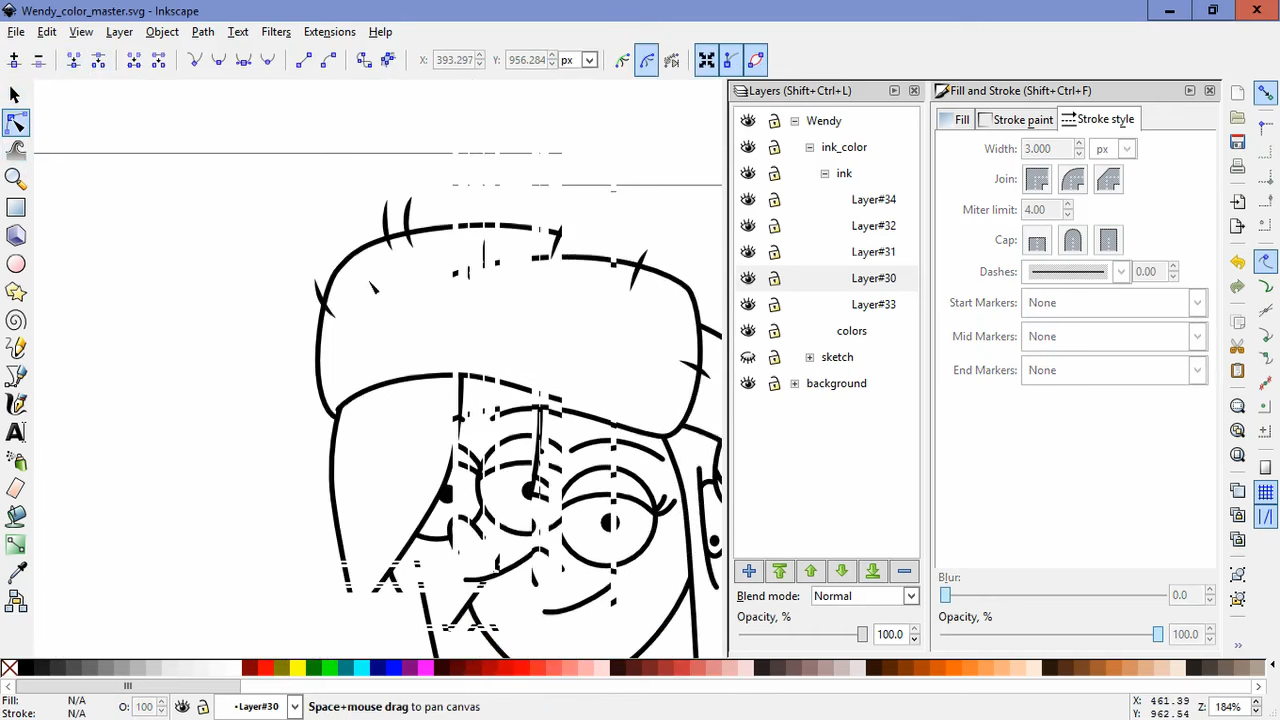 Wendy_color_master.svg - Inkscape
File Edit View Layer Object Path Text Filters Extensions Help
X: 393.297 Y: 956.284 px
Layers (Shift+Ctrl+L)
Wendy
ink_color
ink
Layer#34
Layer#32
Layer#31
Layer#30
Layer#33
colors
sketch
background
Blend mode: Normal
Opacity, %
100.0
Fill and Stroke (Shift+Ctrl+F)
Fill Stroke paint Stroke style
Width: 3.000 px
Join:
Miter limit: 4.00
Cap:
Dashes: 0.00
Start Markers: None
Mid Markers: None
End Markers: None
Blur:
0.0
Opacity, %
100.0
Fill: N/A
Stroke: N/A
O: 100
•Layer#30
Space+mouse drag to pan canvas
X: 461.39
Y: 962.54
Z: 184%